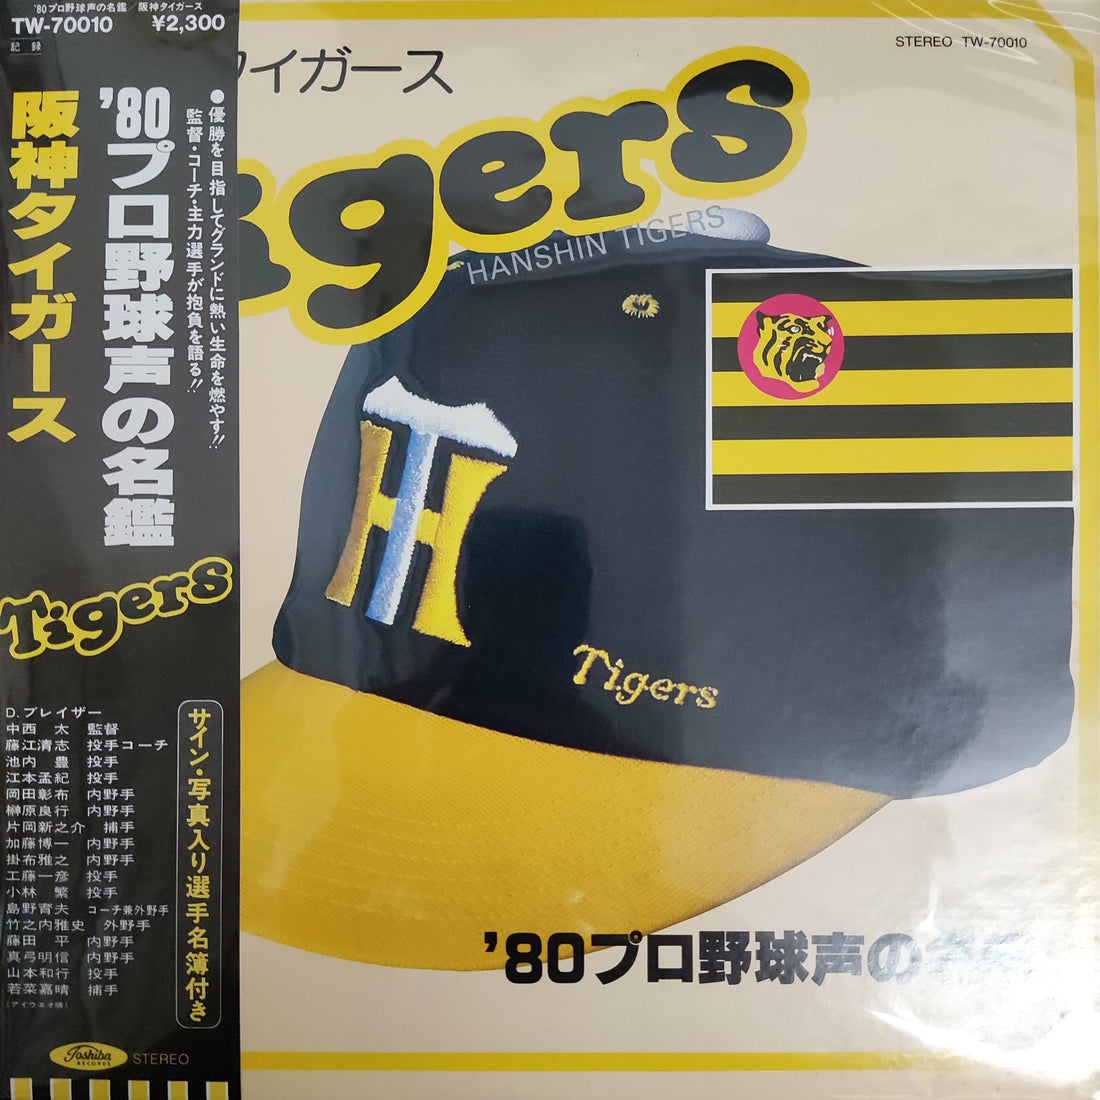 '80プロ野球声の名鑑/阪神タイガース
TW-70010 ¥2,300
記録
●優勝を目指してグランドに熱い生命を燃やす!!
監督・コーチ・主力選手が抱負を語る!!
'80プロ野球声の名鑑
阪神タイガース
Tigers
D. ブレイザー
中西 太 監督
藤江清志 投手コーチ
池内 豊 投手
江本孟紀 投手
岡田彰布 内野手
榊原良行 内野手
片岡新之介 捕手
加藤博一 内野手
掛布雅之 内野手
工藤一彦 投手
小林 繁 投手
島野育夫 コーチ兼外野手
竹之内雅史 外野手
藤田 平 内野手
真弓明信 内野手
山本和行 投手
若菜嘉晴 捕手
(アイウエオ順)
サイン・写真入り選手名簿付き
Toshiba
RECORDS
STEREO
STEREO TW-70010
タイガース
igers
HANSHIN TIGERS
TH
Tigers
'80プロ野球声の